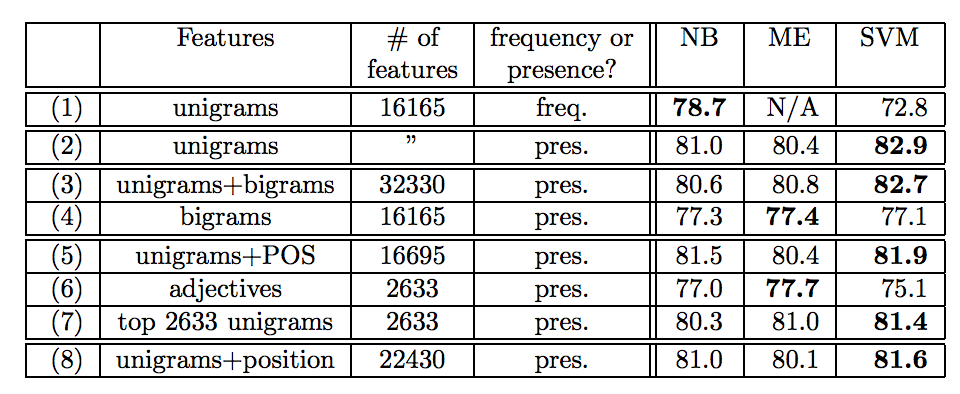 Features # of features frequency or presence? NB ME SVM
(1) unigrams 16165 freq. 78.7 N/A 72.8
(2) unigrams ” pres. 81.0 80.4 82.9
(3) unigrams+bigrams 32330 pres. 80.6 80.8 82.7
(4) bigrams 16165 pres. 77.3 77.4 77.1
(5) unigrams+POS 16695 pres. 81.5 80.4 81.9
(6) adjectives 2633 pres. 77.0 77.7 75.1
(7) top 2633 unigrams 2633 pres. 80.3 81.0 81.4
(8) unigrams+position 22430 pres. 81.0 80.1 81.6